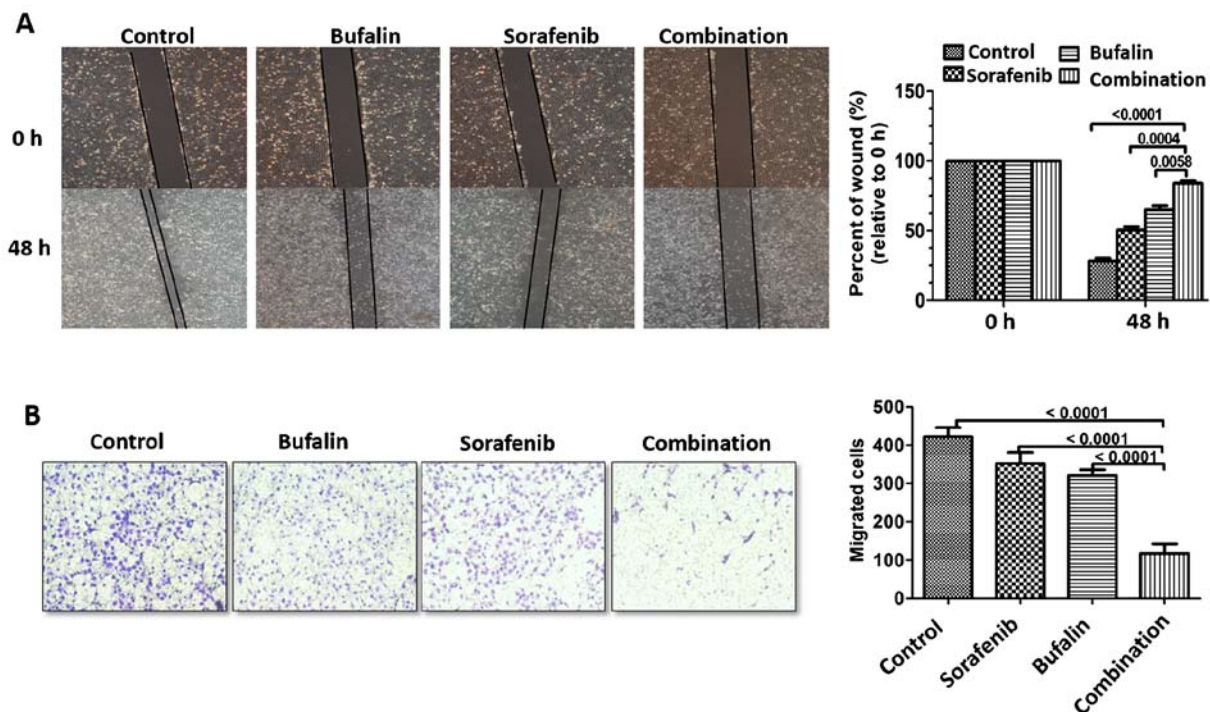 A
Control Bufalin Sorafenib Combination
0 h
48 h
Control Bufalin
Sorafenib Combination
Percent of wound (%)
(relative to 0 h)
150
100
50
0
<0.0001
0.0004
0.0058
0 h 48 h
B
Control Bufalin Sorafenib Combination
Migrated cells
500
400
300
200
100
0
< 0.0001
< 0.0001
< 0.0001
Control
Sorafenib
Bufalin
Combination